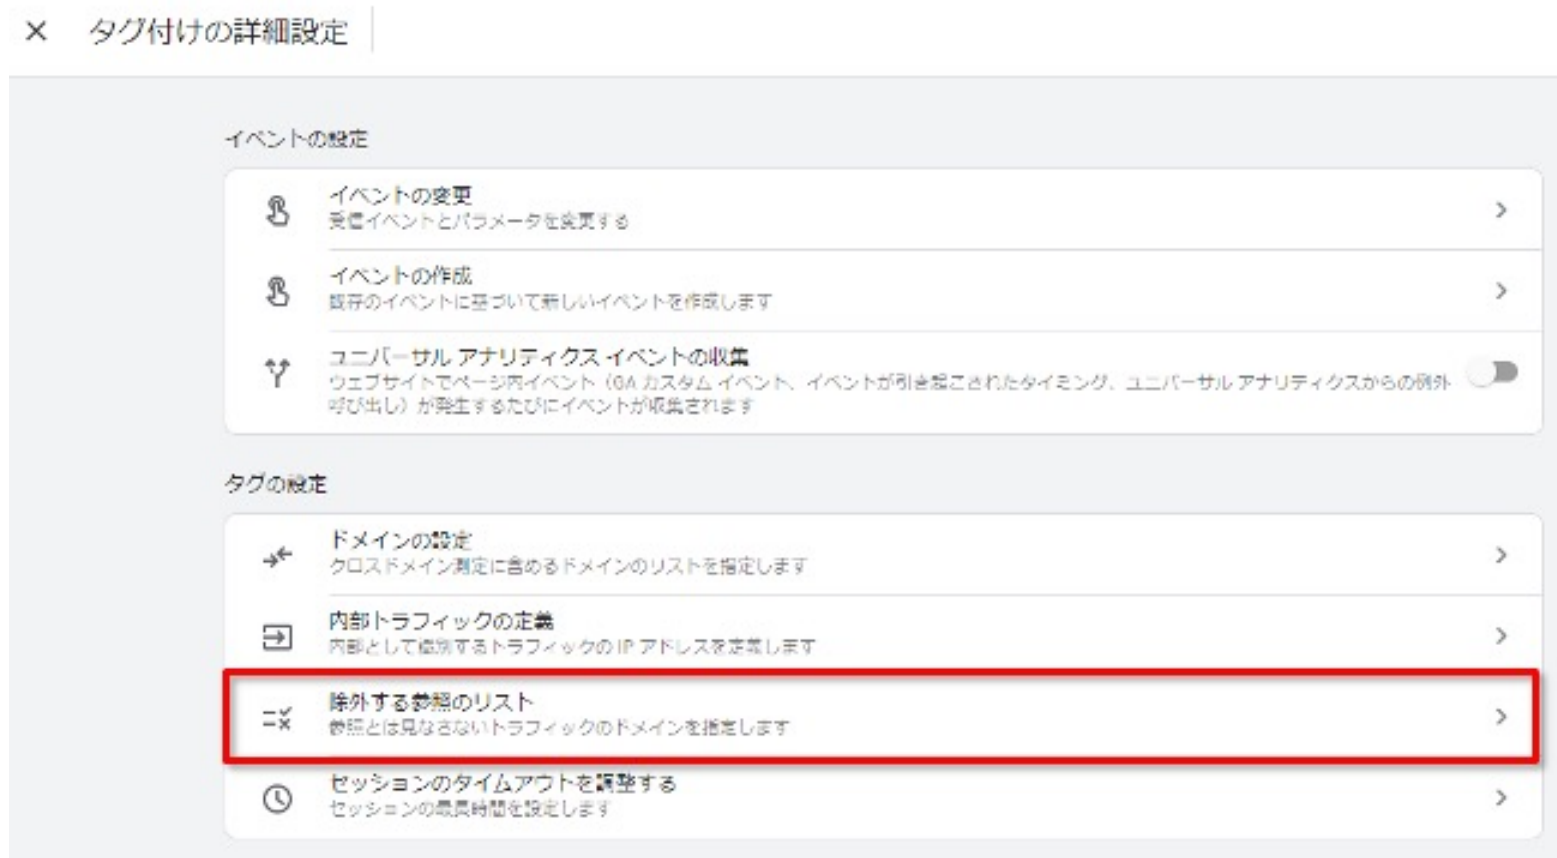 タグ付けの詳細設定
イベントの設定
イベントの変更
受信イベントとパラメータを変更する
イベントの作成
既存のイベントに基づいて新しいイベントを作成します
ユニバーサル アナリティクス イベントの収集
ウェブサイトでページ内イベント（GA カスタム イベント、イベントが引き起こされたタイミング、ユニバーサル アナリティクスからの例外
呼び出し）が発生するたびにイベントが収集されます
タグの設定
ドメインの設定
クロスドメイン測定に含めるドメインのリストを指定します
内部トラフィックの定義
内部として識別するトラフィックの IP アドレスを定義します
除外する参照のリスト
参照とは見なさないトラフィックのドメインを指定します
セッションのタイムアウトを調整する
セッションの最長時間を設定します